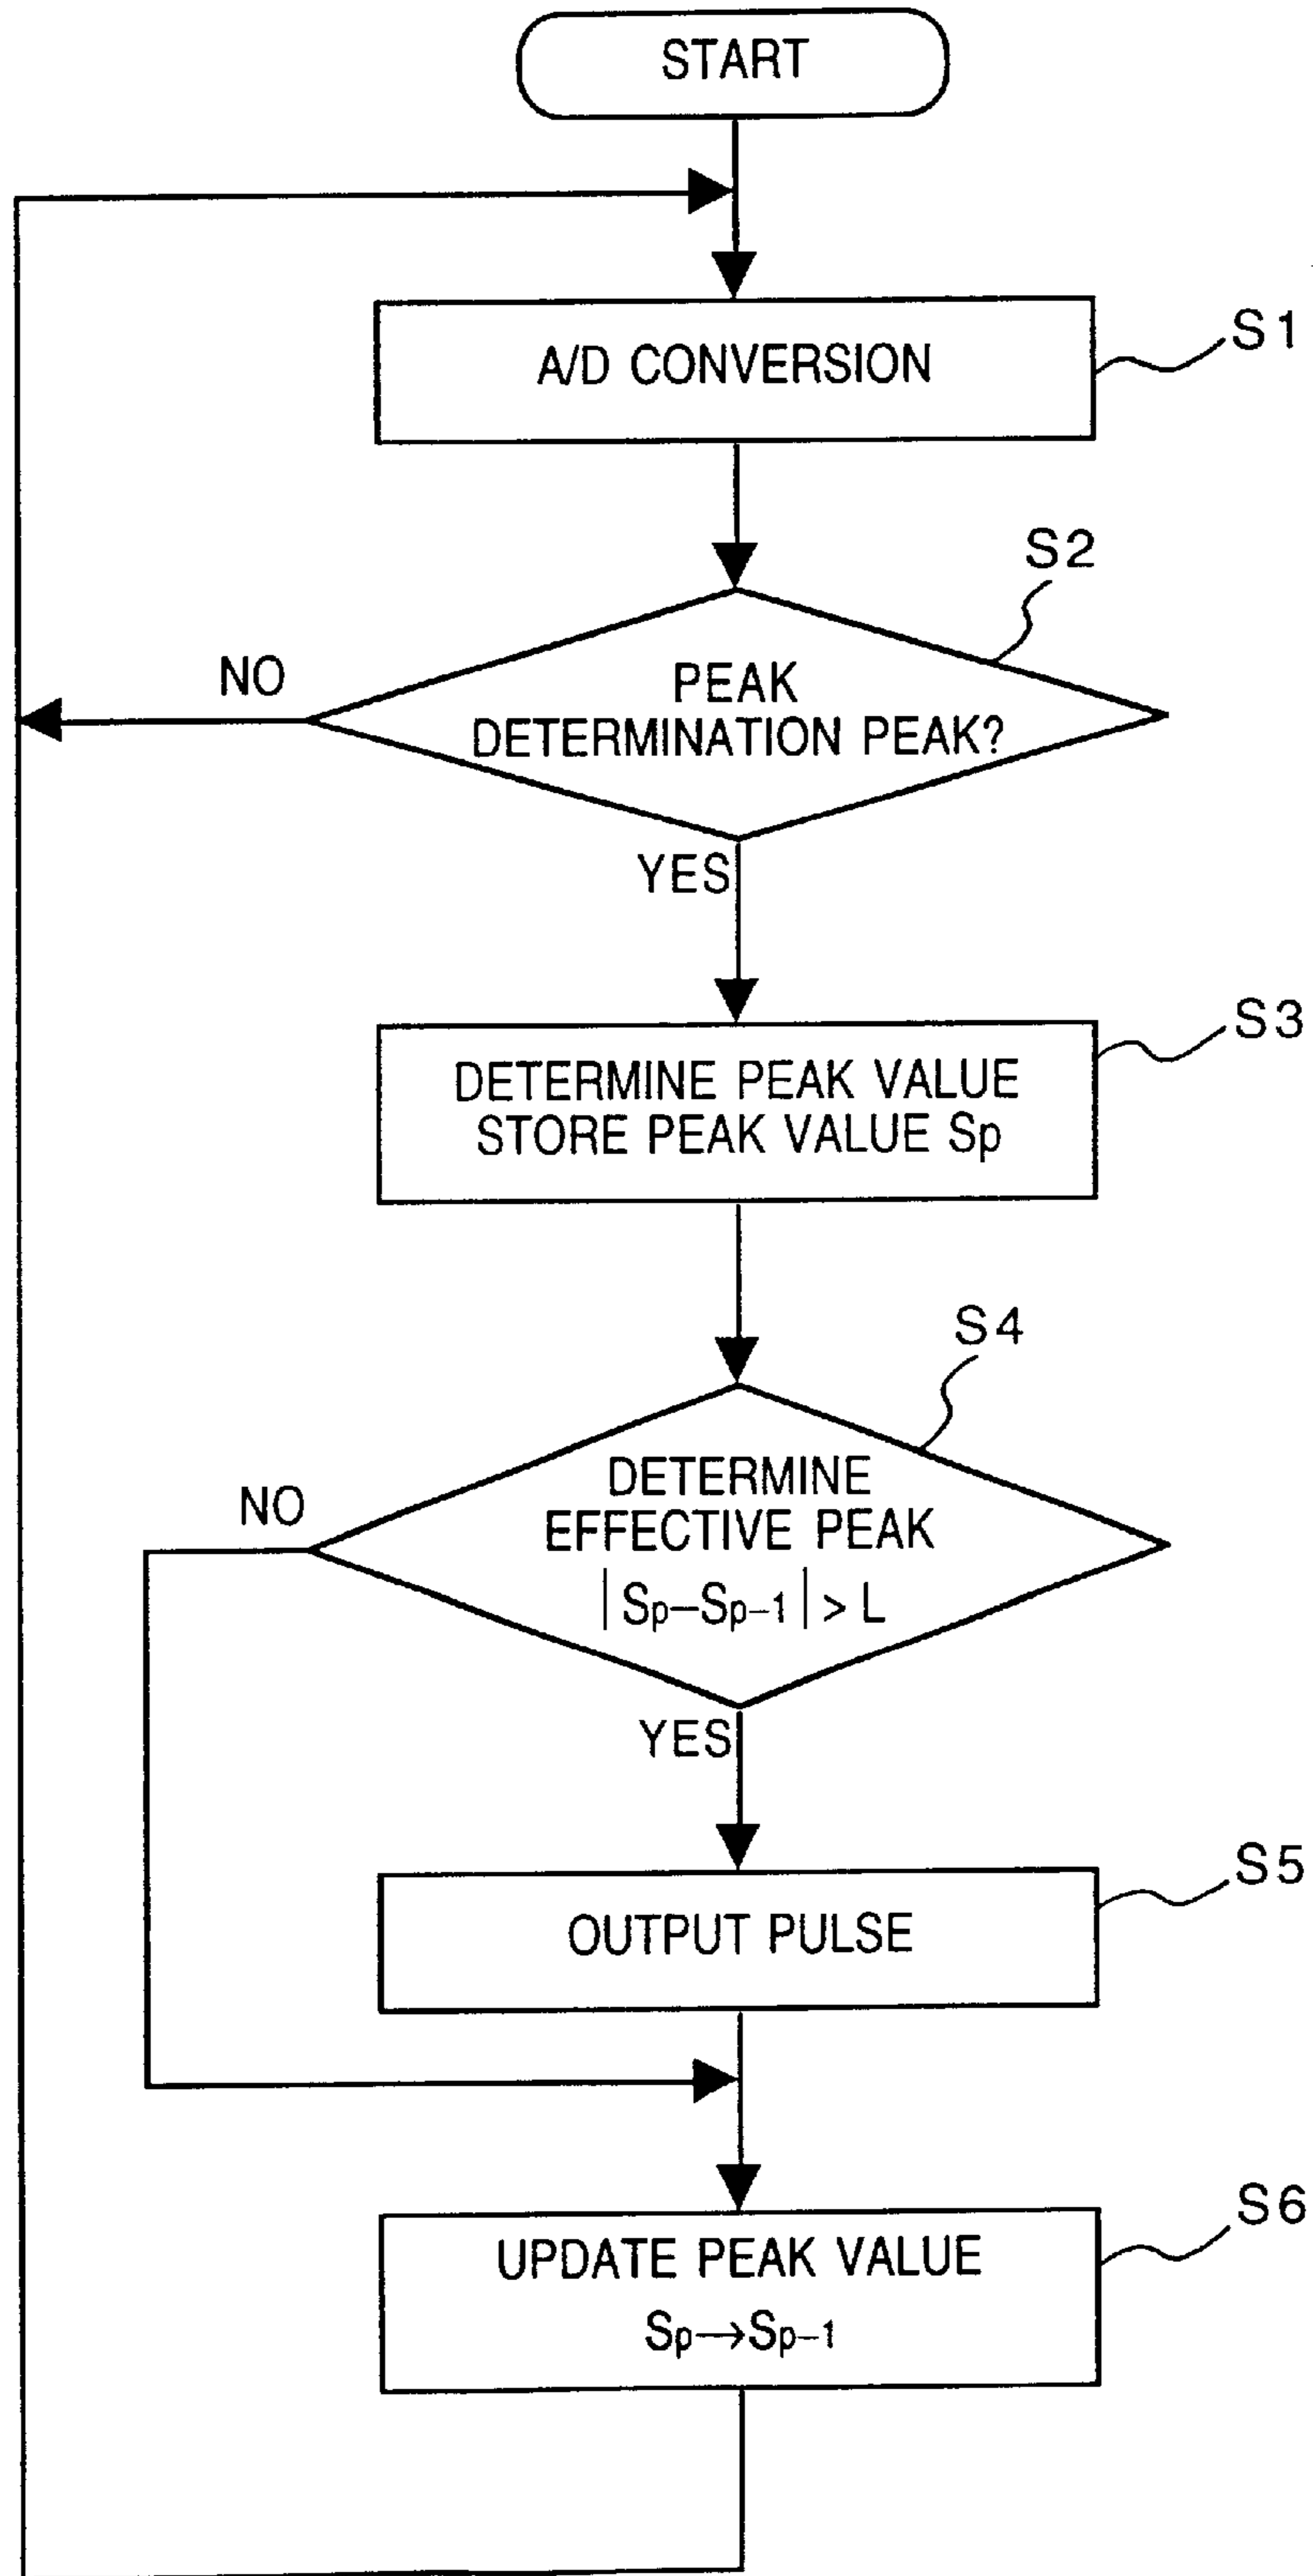 START
A/D CONVERSION
S1
S2
NO
PEAK
DETERMINATION PEAK?
YES
S3
DETERMINE PEAK VALUE
STORE PEAK VALUE Sp
S4
NO
DETERMINE
EFFECTIVE PEAK
|Sp–Sp–1| > L
YES
S5
OUTPUT PULSE
S6
UPDATE PEAK VALUE
Sp→Sp–1